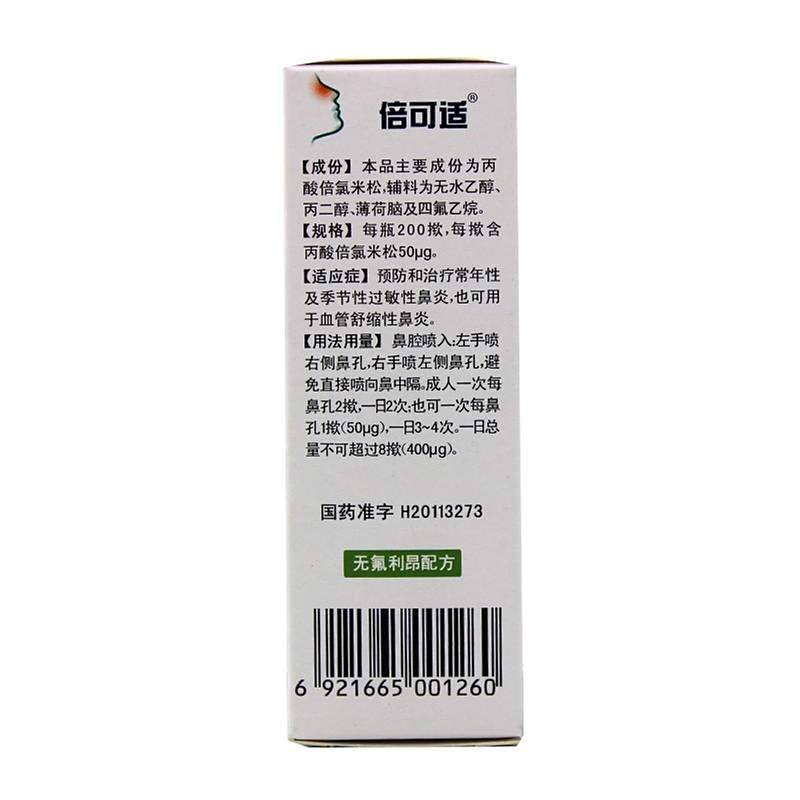 倍可适®
【成份】本品主要成份为丙
酸倍氯米松,辅料为无水乙醇、
丙二醇、薄荷脑及四氟乙烷。
【规格】每瓶200揿,每揿含
丙酸倍氯米松50μg。
【适应症】预防和治疗常年性
及季节性过敏性鼻炎,也可用
于血管舒缩性鼻炎。
【用法用量】鼻腔喷入:左手喷
右侧鼻孔,右手喷左侧鼻孔,避
免直接喷向鼻中隔。成人一次每
鼻孔2揿,一日2次;也可一次每鼻
孔1揿(50μg),一日3~4次。一日总
量不可超过8揿(400μg)。
国药准字 H20113273
无氟利昂配方
6 921665 001260